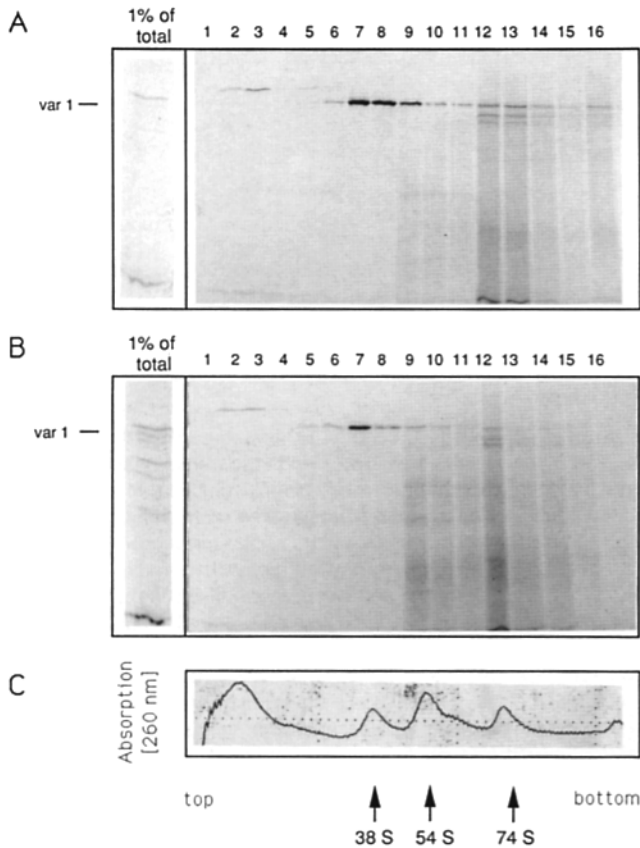 A
1% of
total
1 2 3 4 5 6 7 8 9 10 11 12 13 14 15 16
var 1
B
1% of
total
1 2 3 4 5 6 7 8 9 10 11 12 13 14 15 16
var 1
C
Absorption
[260 nm]
top
bottom
38 S 54 S 74 S